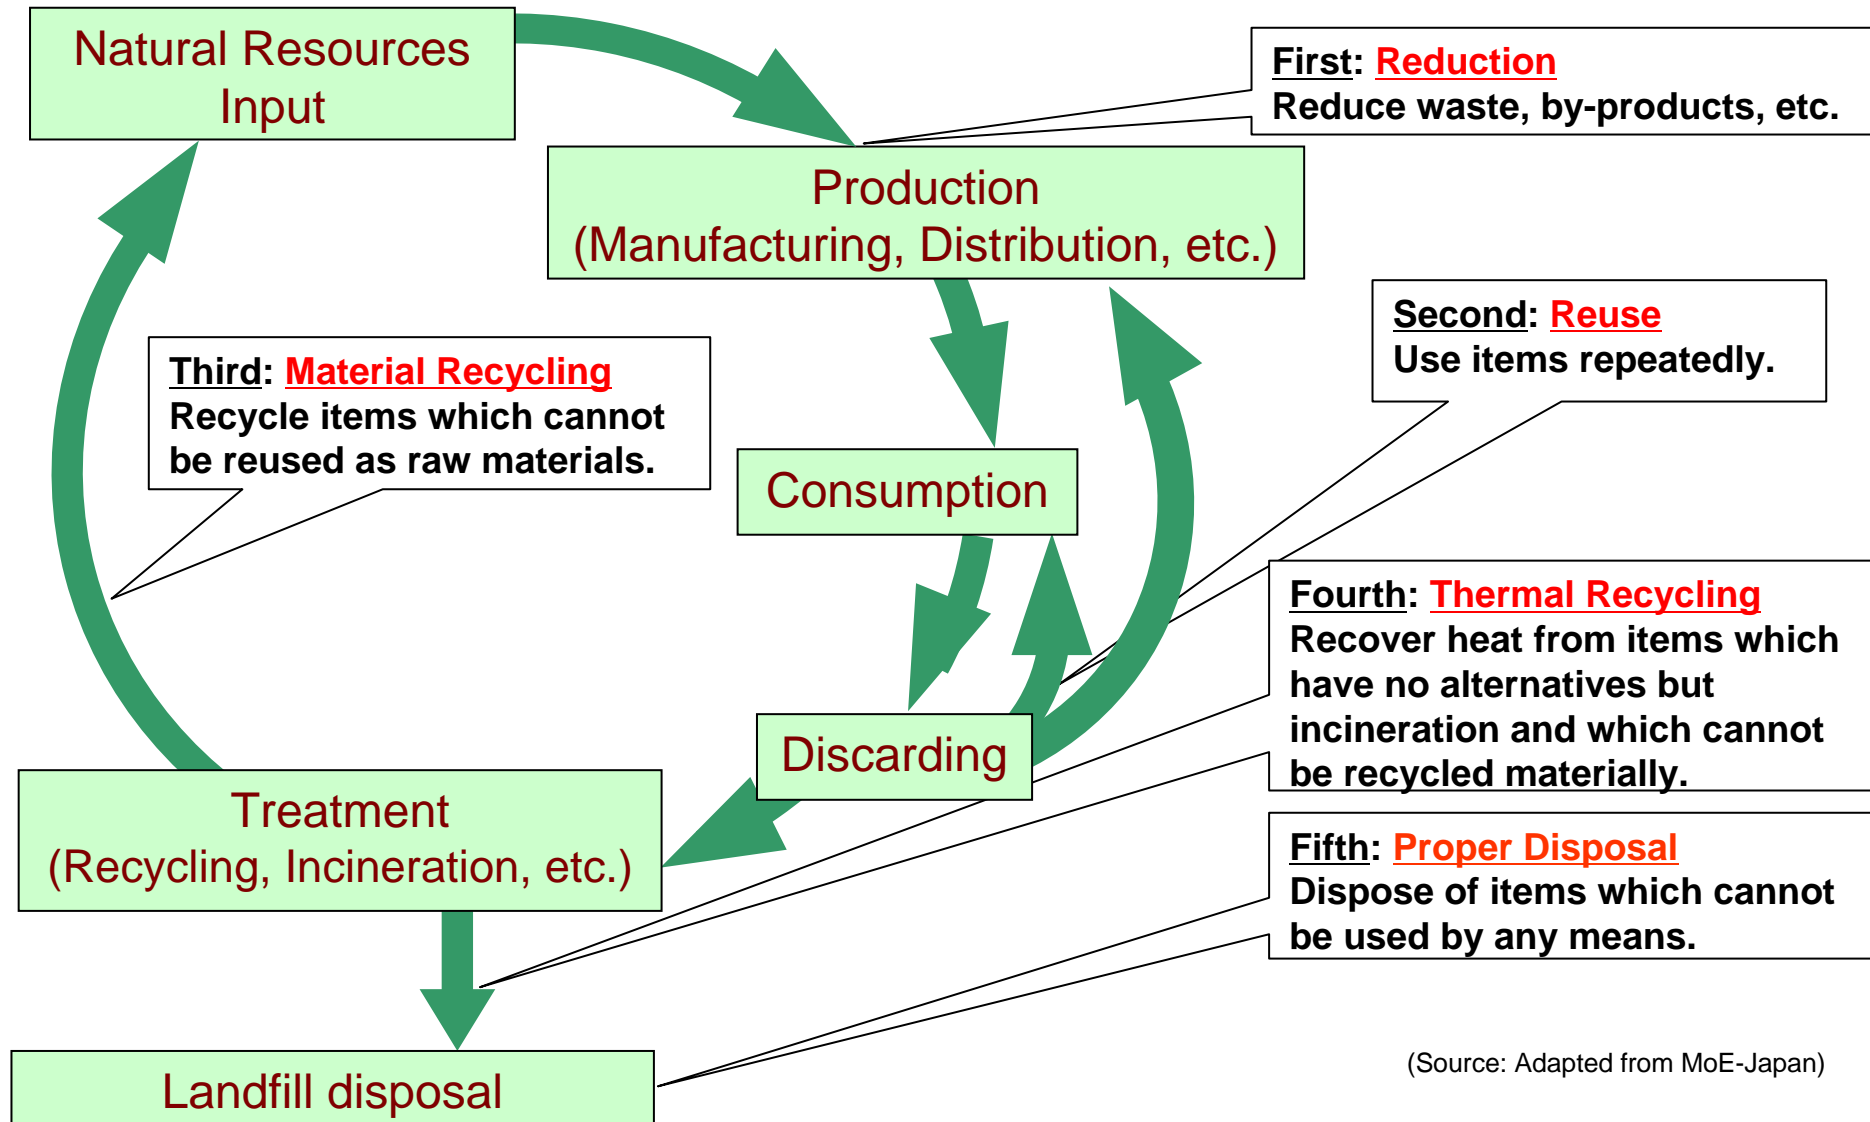 Natural Resources
Input
First: Reduction
Reduce waste, by-products, etc.
Production
(Manufacturing, Distribution, etc.)
Second: Reuse
Use items repeatedly.
Third: Material Recycling
Recycle items which cannot
be reused as raw materials.
Consumption
Fourth: Thermal Recycling
Recover heat from items which
have no alternatives but
incineration and which cannot
be recycled materially.
Discarding
Treatment
(Recycling, Incineration, etc.)
Fifth: Proper Disposal
Dispose of items which cannot
be used by any means.
Landfill disposal
(Source: Adapted from MoE-Japan)